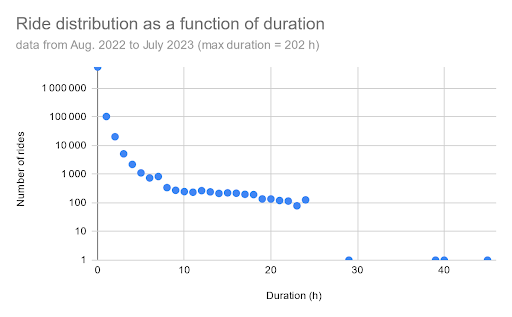 Ride distribution as a function of duration
data from Aug. 2022 to July 2023 (max duration = 202 h)
1 000 000
100 000
10 000
1 000
100
10
1
Number of rides
0 10 20 30 40
Duration (h)